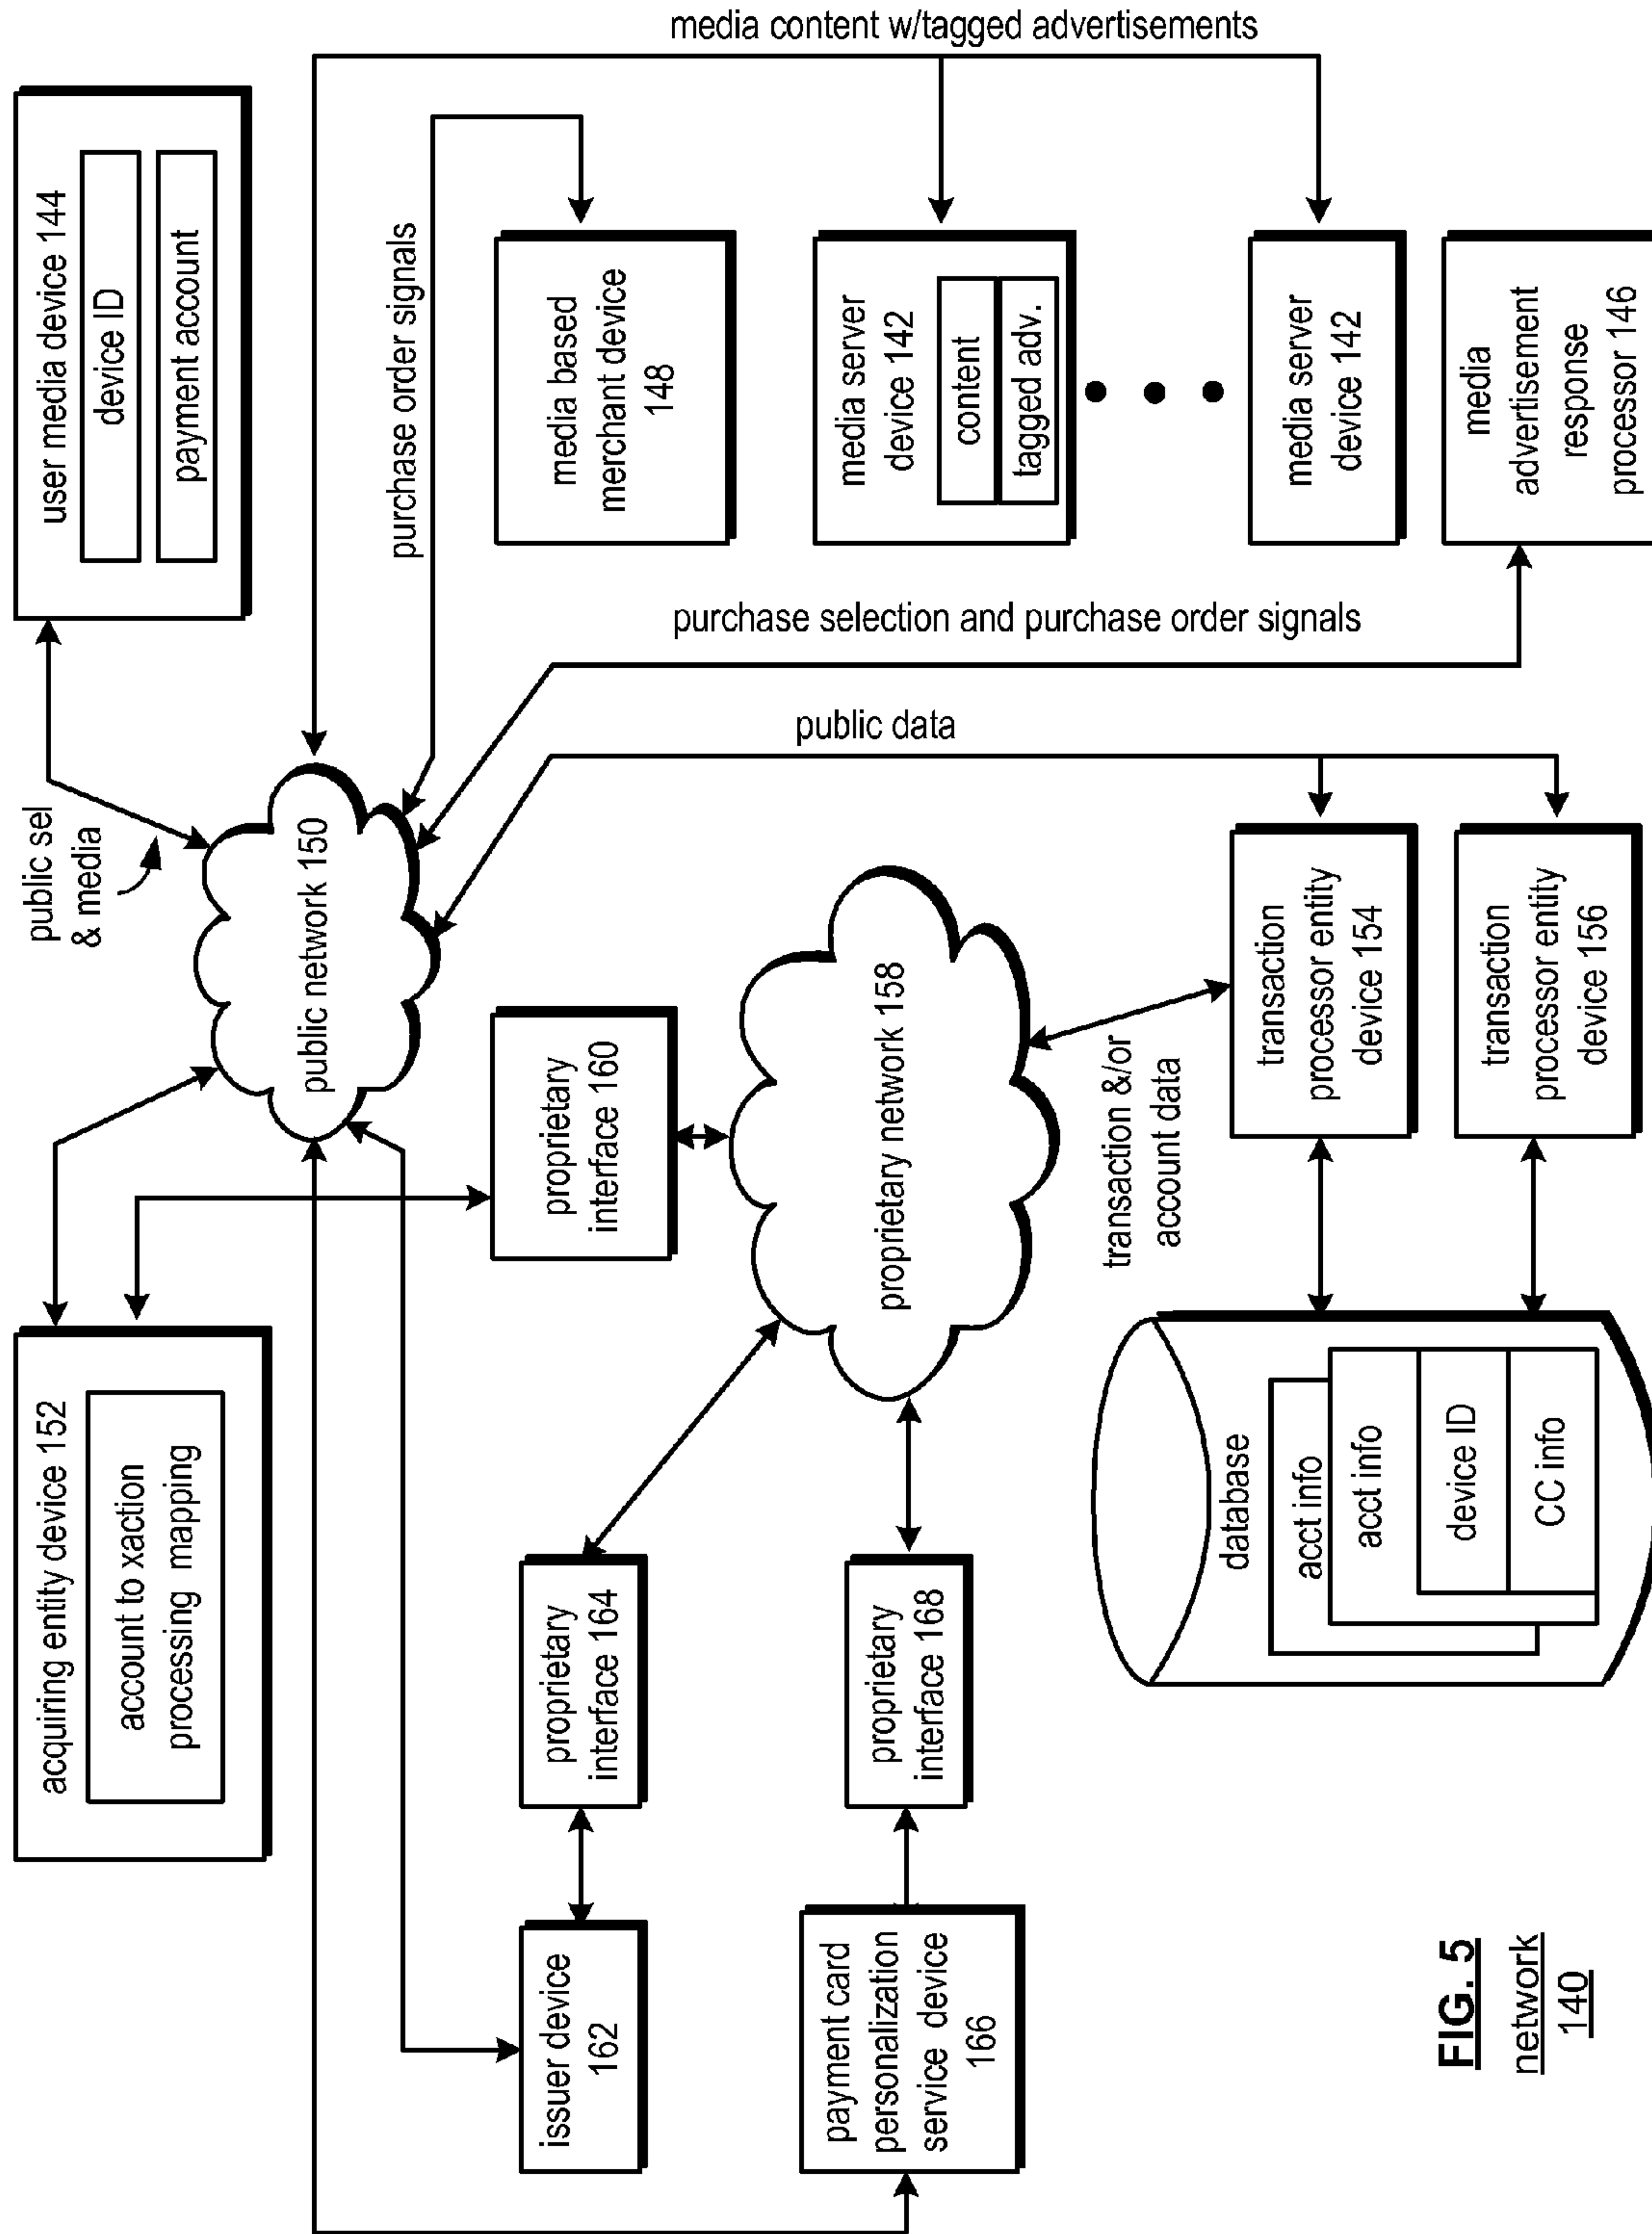 acquiring entity device 152
account to xaction
processing mapping
user media device 144
device ID
payment account
public sel
& media
public network 150
purchase order signals
media content w/tagged advertisements
issuer device
162
proprietary
interface 164
proprietary
interface 160
media based
merchant device
148
purchase selection and purchase order signals
public data
payment card
personalization
service device
166
proprietary
interface 168
proprietary network 158
media server
device 142
content
tagged adv.
transaction &/or
account data
database
acct info
acct info
device ID
CC info
transaction
processor entity
device 154
transaction
processor entity
device 156
media server
device 142
media
advertisement
response
processor 146
FIG. 5
network
140